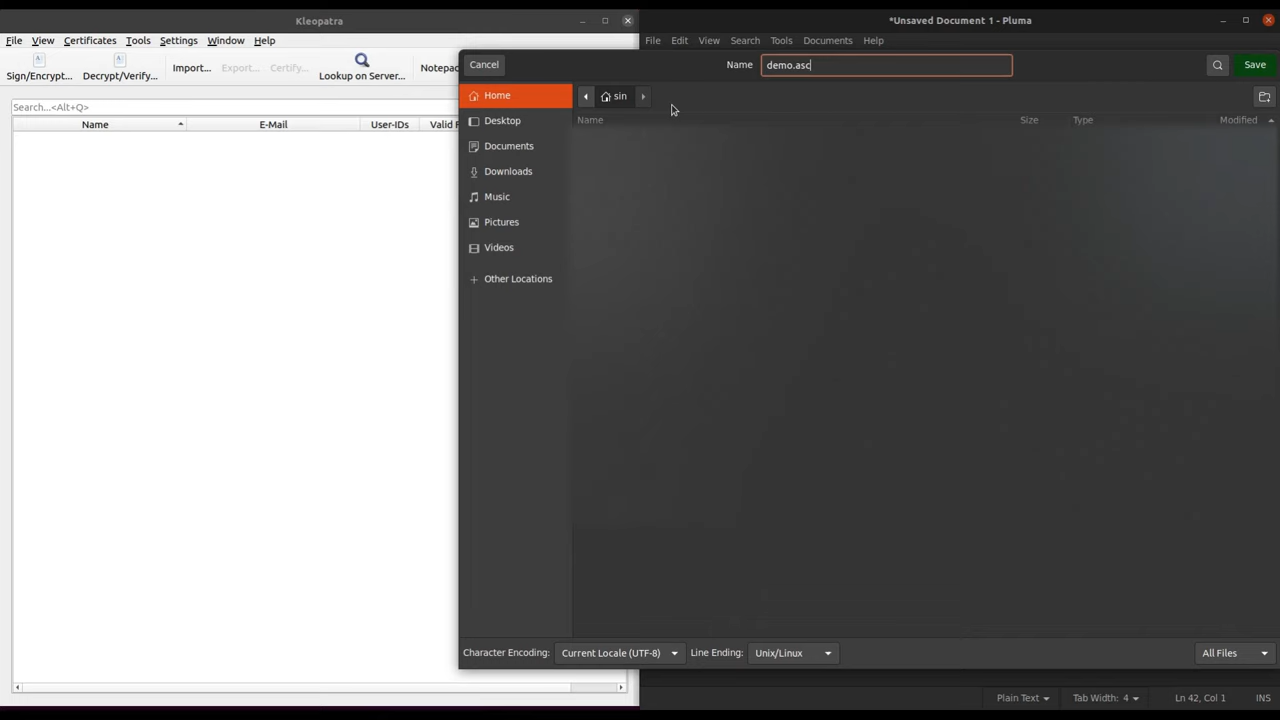 Kleopatra
File View Certificates Tools Settings Window Help
Sign/Encrypt... Decrypt/Verify... Import... Export... Certify... Lookup on Server... Notepa
Search...<Alt+Q>
Name E-Mail User-IDs Valid F
*Unsaved Document 1 - Pluma
File Edit View Search Tools Documents Help
Cancel Name demo.asc Save
Home
Desktop
Documents
Downloads
Music
Pictures
Videos
Other Locations
sin
Name Size Type Modified
Character Encoding: Current Locale (UTF-8) Line Ending: Unix/Linux All Files
Plain Text Tab Width: 4 Ln 42, Col 1 INS